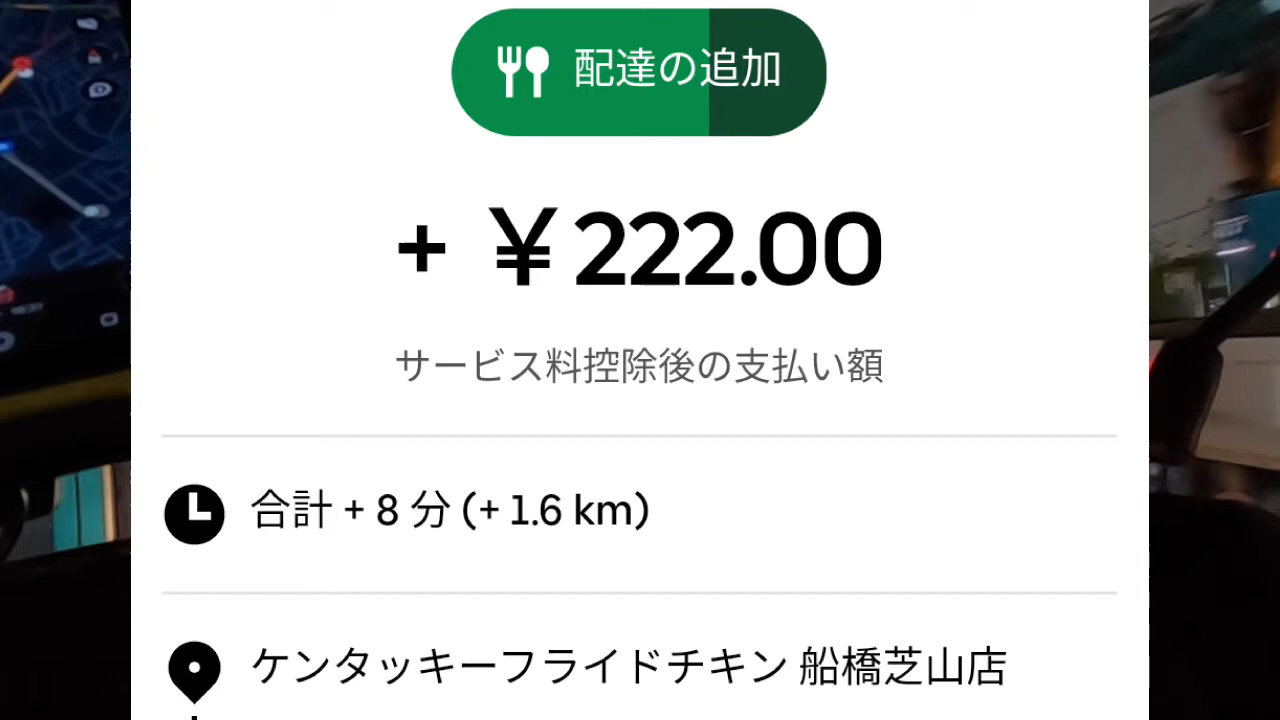 配達の追加
+ ￥222.00
サービス料控除後の支払い額
合計 + 8 分 (+ 1.6 km)
ケンタッキーフライドチキン 船橋芝山店